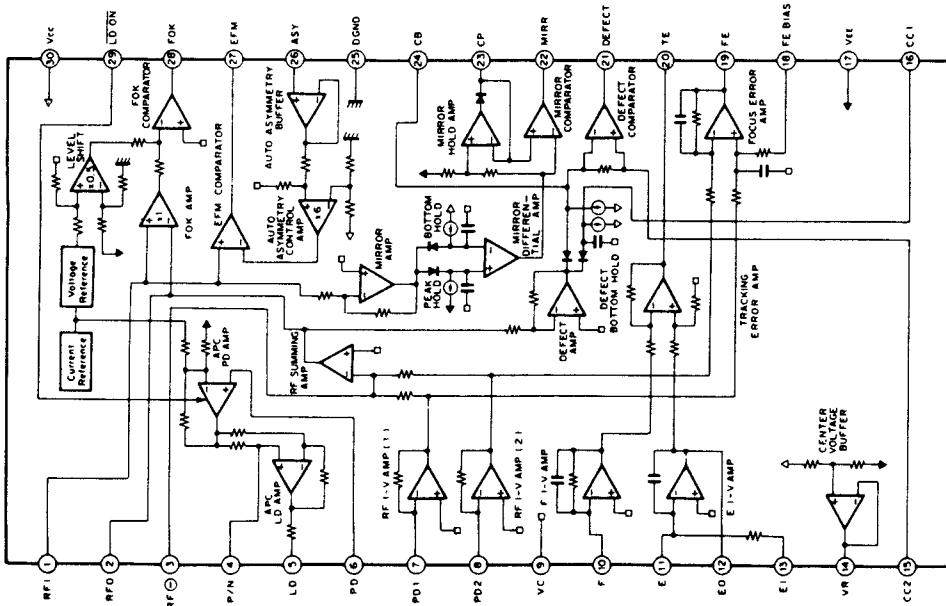 30 Vcc
29 LD ON
28 FOK
27 EFM
26 ASY
25 DGND
24 CB
23 CP
22 MIRR
21 DEFECT
20 TE
19 FE
18 FE BIAS
17 VEE
16 CC1
FOK COMPARATOR
LEVEL SHIFT
×0.5
×1
FOK AMP
EFM COMPARATOR
AUTO ASYMMETRY BUFFER
AUTO ASYMMETRY CONTROL AMP
×6
MIRROR AMP
BOTTOM HOLD
PEAK HOLD
MIRROR DIFFEREN-TIAL AMP
MIRROR HOLD AMP
MIRROR COMPARATOR
DEFECT COMPARATOR
DEFECT AMP
DEFECT BOTTOM HOLD
FOCUS ERROR AMP
TRACKING ERROR AMP
Voltage Reference
Current Reference
APC PD AMP
APC LD AMP
RF SUMMING AMP
RF I-V AMP (1)
RF I-V AMP (2)
F I-V AMP
E I-V AMP
CENTER VOLTAGE BUFFER
RFI 1
RFO 2
RF⊖ 3
P/N 4
LD 5
PD 6
PD1 7
PD2 8
VC 9
F 10
E 11
EO 12
EI 13
VR 14
CC2 15